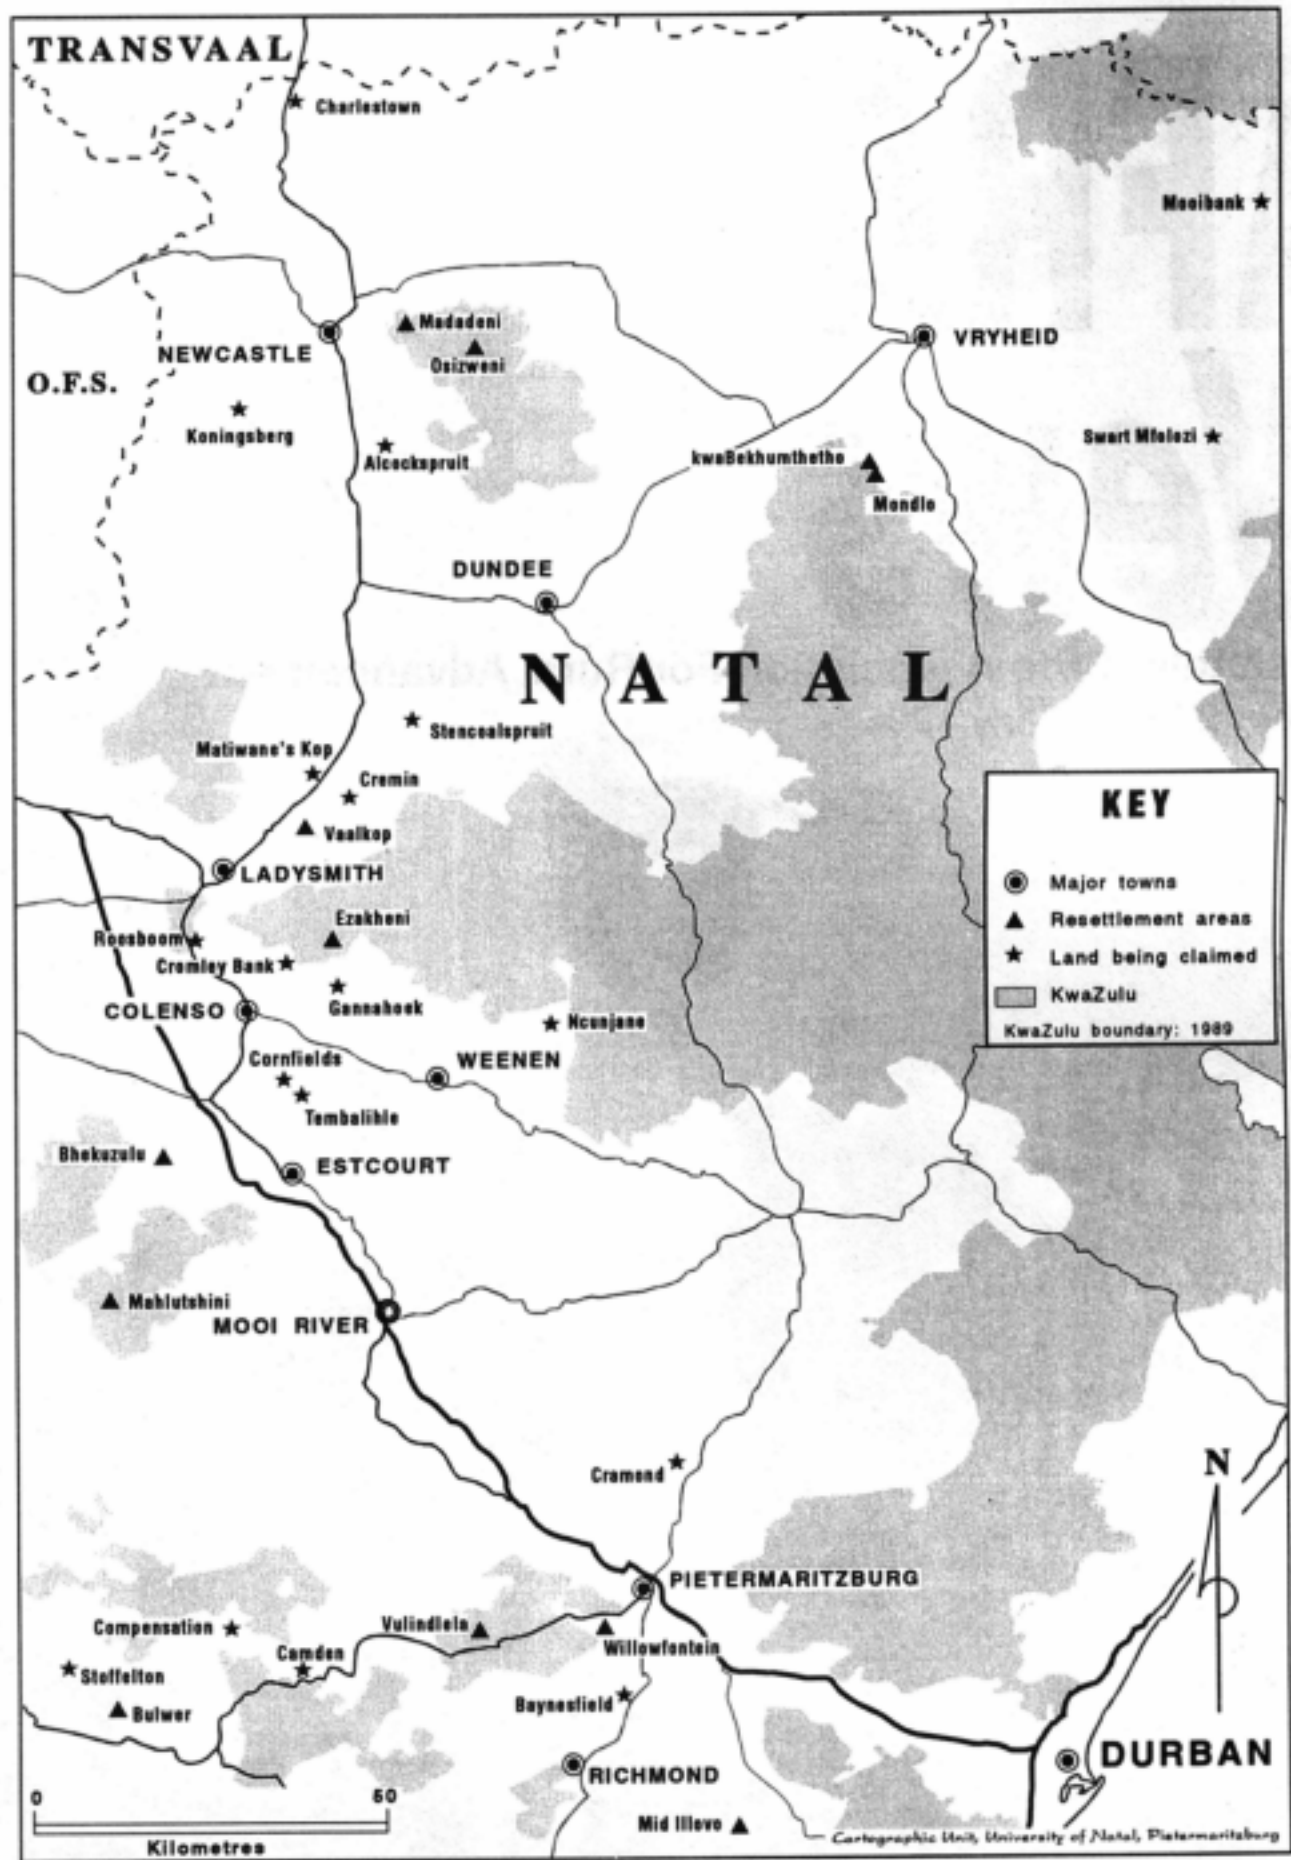 TRANSVAAL
Charlestown
Mooibank
Madadeni
NEWCASTLE
VRYHEID
Osizweni
O.F.S.
Koningsberg
Alcockspruit
Swart Mfolozi
kwaBekhumthetho
Mondlo
DUNDEE
NATAL
Stencoalspruit
Matiwane's Kop
Cremin
Vaalkop
LADYSMITH
KEY
Major towns
Resettlement areas
Land being claimed
KwaZulu
KwaZulu boundary: 1989
Ezakheni
Roosboom
Cromley Bank
Gannahoek
COLENSO
Ncunjane
Cornfields
WEENEN
Tembalihle
Bhekuzulu
ESTCOURT
Mahlutshini
MOOI RIVER
Cramond
N
PIETERMARITZBURG
Compensation
Vulindlela
Willowfontein
Camden
Stoffelton
Bulwer
Baynesfield
DURBAN
RICHMOND
0 50
Kilometres
Mid Illovo
Cartographic Unit, University of Natal, Pietermaritzburg